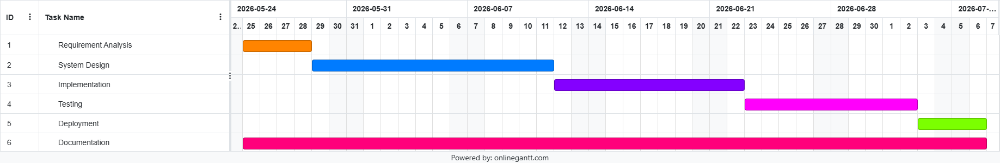 ID Task Name 2026-05-24 2026-05-31 2026-06-07 2026-06-14 2026-06-21 2026-06-28 2026-07-...
2.. 25 26 27 28 29 30 31 1 2 3 4 5 6 7 8 9 10 11 12 13 14 15 16 17 18 19 20 21 22 23 24 25 26 27 28 29 30 1 2 3 4 5 6 7
1 Requirement Analysis
2 System Design
3 Implementation
4 Testing
5 Deployment
6 Documentation
Powered by: onlinegantt.com